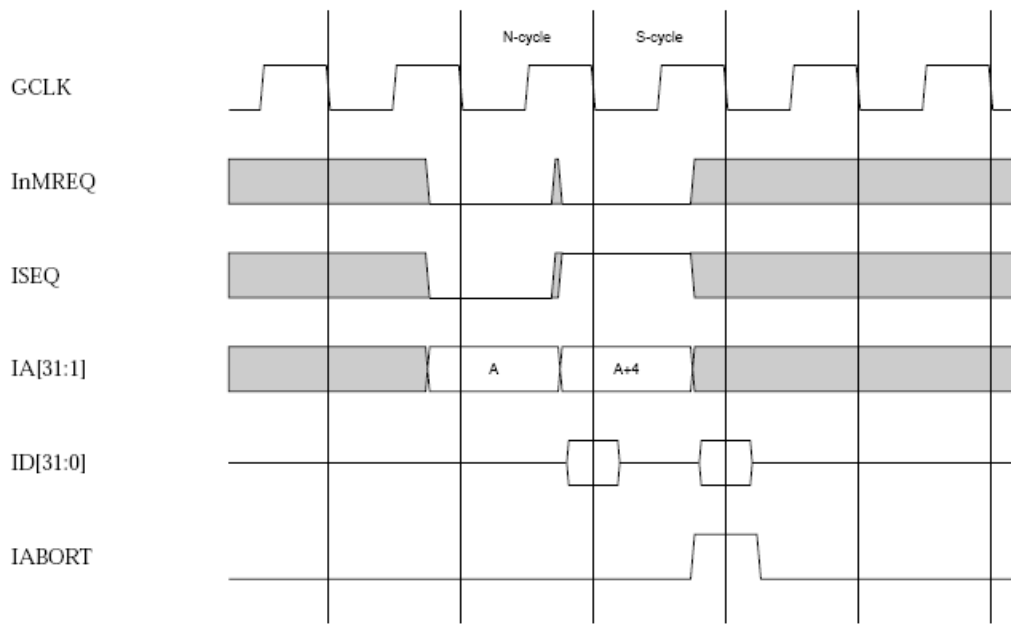 N-cycle S-cycle
GCLK
InMREQ
ISEQ
IA[31:1] A A+4
ID[31:0]
IABORT